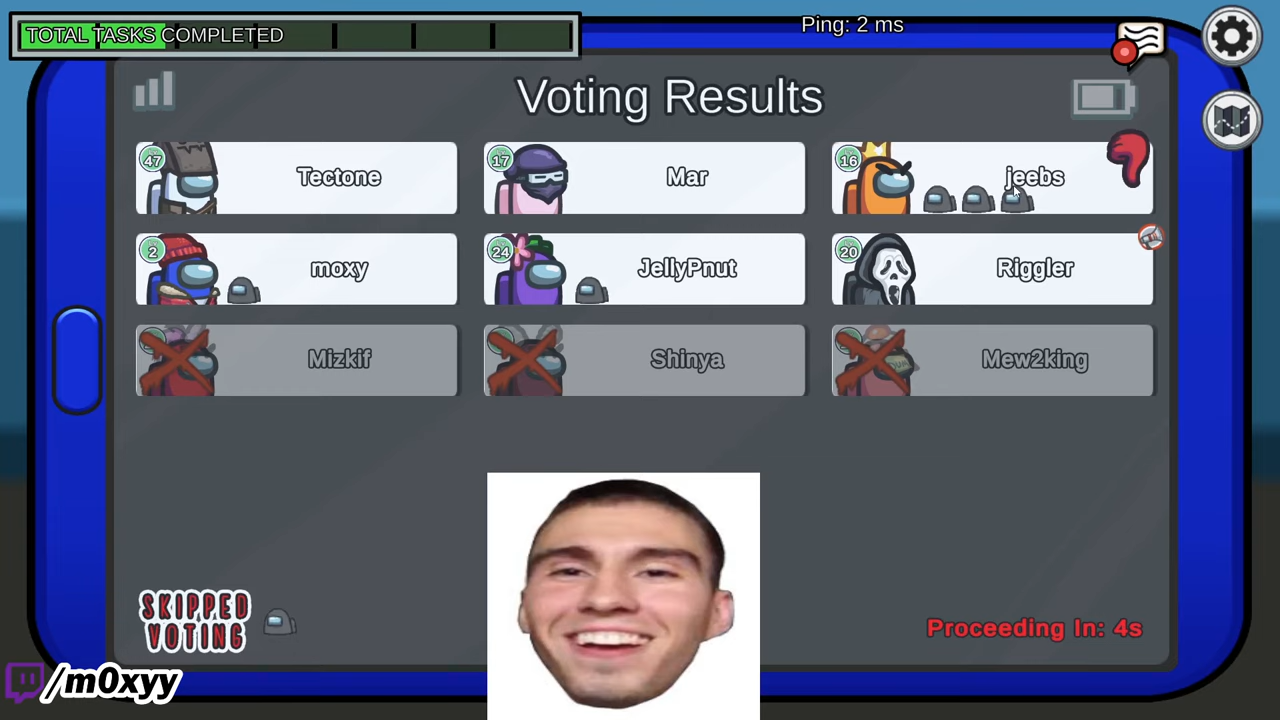 TOTAL TASKS COMPLETED
Ping: 2 ms
Voting Results
47 Tectone
17 Mar
16 jeebs
2 moxy
24 JellyPnut
20 Riggler
Mizkif
Shinya
Mew2king
SKIPPED
VOTING
Proceeding In: 4s
/m0xyy